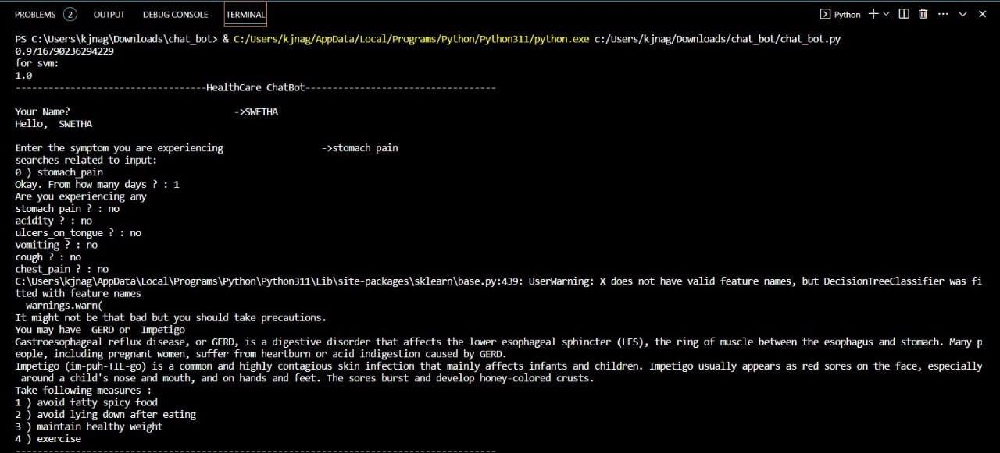 PROBLEMS 2 OUTPUT DEBUG CONSOLE TERMINAL Python
PS C:\Users\kjnag\Downloads\chat_bot> & C:/Users/kjnag/AppData/Local/Programs/Python/Python311/python.exe c:/Users/kjnag/Downloads/chat_bot/chat_bot.py
0.9716790236294229
for svm:
1.0
-----------------------------------HealthCare ChatBot-----------------------------------
Your Name? ->SWETHA
Hello, SWETHA
Enter the symptom you are experiencing ->stomach pain
searches related to input:
0 ) stomach_pain
Okay. From how many days ? : 1
Are you experiencing any
stomach_pain ? : no
acidity ? : no
ulcers_on_tongue ? : no
vomiting ? : no
cough ? : no
chest_pain ? : no
C:\Users\kjnag\AppData\Local\Programs\Python\Python311\Lib\site-packages\sklearn\base.py:439: UserWarning: X does not have valid feature names, but DecisionTreeClassifier was fi
tted with feature names
warnings.warn(
It might not be that bad but you should take precautions.
You may have GERD or Impetigo
Gastroesophageal reflux disease, or GERD, is a digestive disorder that affects the lower esophageal sphincter (LES), the ring of muscle between the esophagus and stomach. Many p
eople, including pregnant women, suffer from heartburn or acid indigestion caused by GERD.
Impetigo (im-puh-TIE-go) is a common and highly contagious skin infection that mainly affects infants and children. Impetigo usually appears as red sores on the face, especially
around a child's nose and mouth, and on hands and feet. The sores burst and develop honey-colored crusts.
Take following measures :
1 ) avoid fatty spicy food
2 ) avoid lying down after eating
3 ) maintain healthy weight
4 ) exercise
----------------------------------------------------------------------------------------